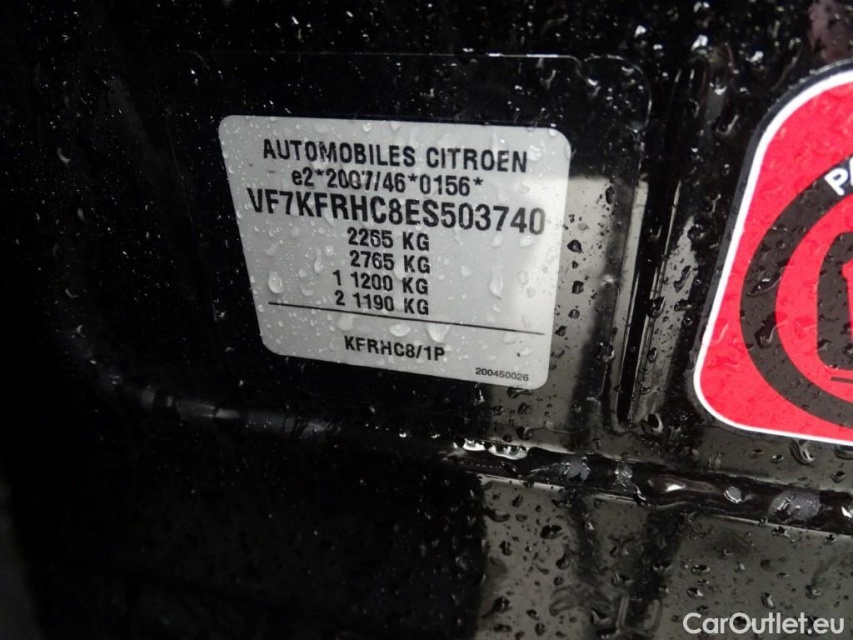 AUTOMOBILES CITROEN
e2*2007/46*0156*
VF7KFRHC8ES503740
2265 KG
2765 KG
1 1200 KG
2 1190 KG
KFRHC8/1P
200450026
CarOutlet.eu